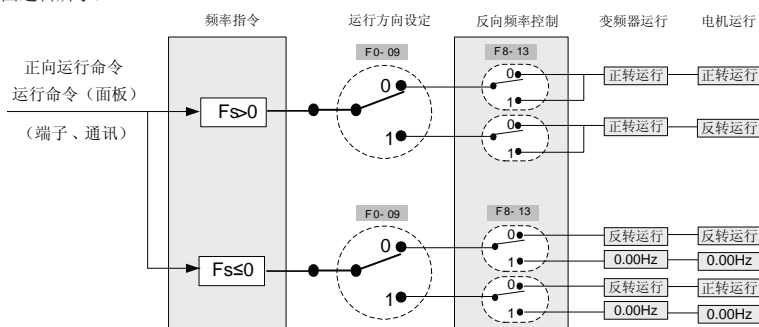 频率指令 运行方向设定 反向频率控制 变频器运行 电机运行
F0-09 F8-13
正向运行命令
运行命令（面板）
（端子、通讯）
Fs>0
0
1
0
1
正转运行 正转运行
0
1
正转运行 反转运行
F0-09 F8-13
Fs≤0
0
1
0
1
反转运行 反转运行
0.00Hz 0.00Hz
0
1
反转运行 正转运行
0.00Hz 0.00Hz